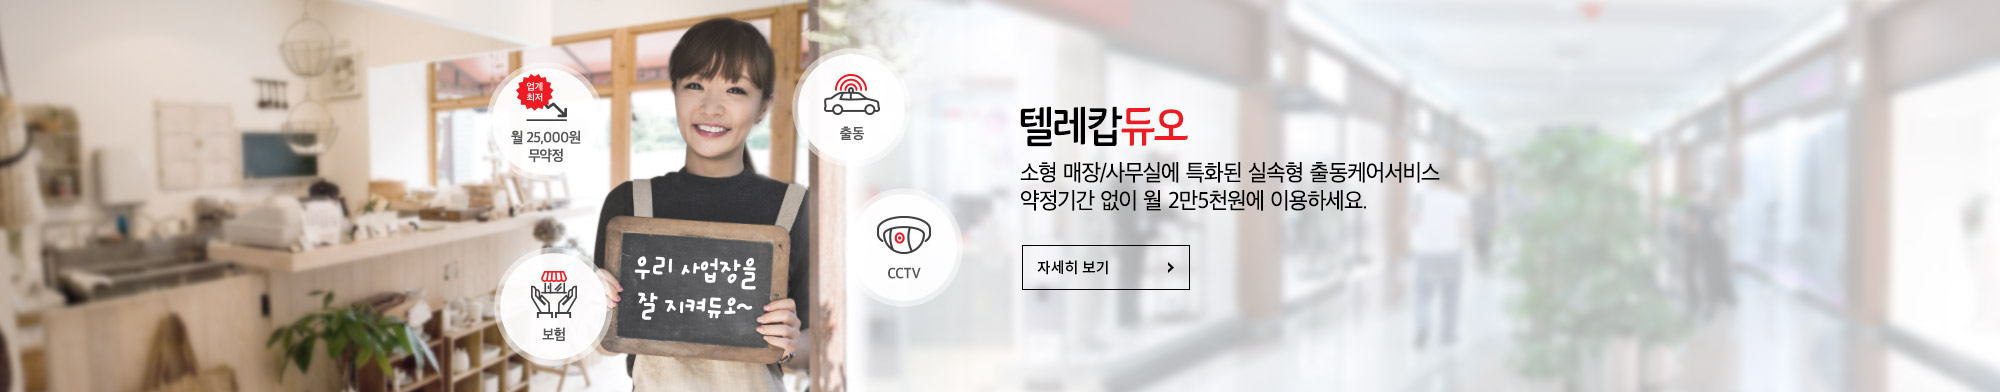 업계
최저
월 25,000원
무약정
출동
CCTV
보험
우리 사업장을
잘 지켜듀오~
텔레캅듀오
소형 매장/사무실에 특화된 실속형 출동케어서비스
약정기간 없이 월 2만5천원에 이용하세요.
자세히 보기